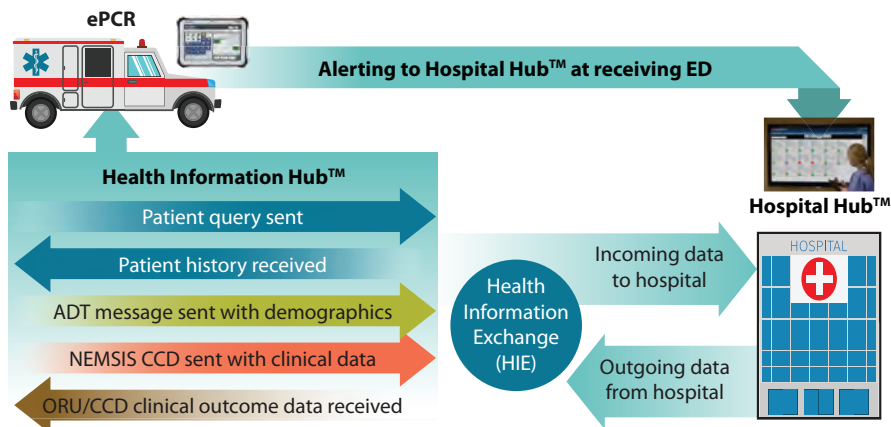 ePCR
Alerting to Hospital Hub™ at receiving ED
Health Information Hub™
Patient query sent
Patient history received
ADT message sent with demographics
NEMSIS CCD sent with clinical data
ORU/CCD clinical outcome data received
Health
Information
Exchange
(HIE)
Incoming data
to hospital
Outgoing data
from hospital
Hospital Hub™
HOSPITAL